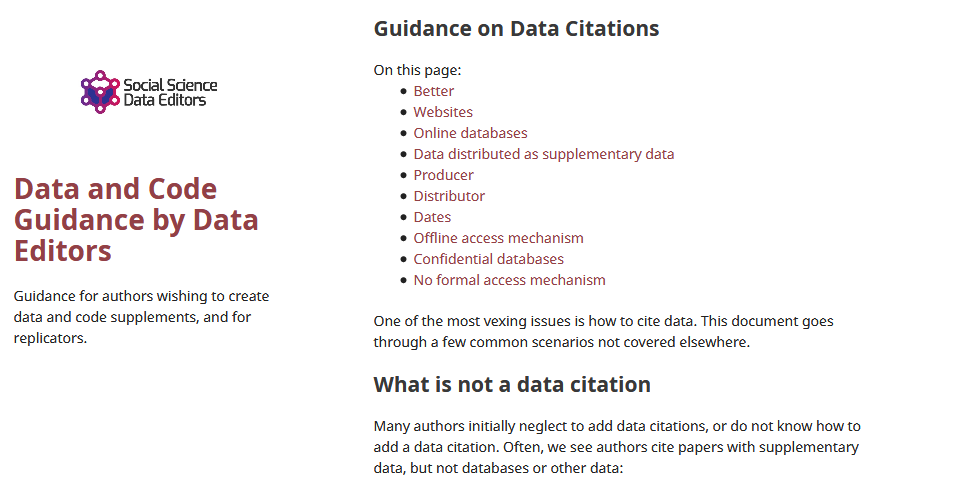 Social Science
Data Editors
Data and Code
Guidance by Data
Editors
Guidance for authors wishing to create
data and code supplements, and for
replicators.
Guidance on Data Citations
On this page:
Better
Websites
Online databases
Data distributed as supplementary data
Producer
Distributor
Dates
Offline access mechanism
Confidential databases
No formal access mechanism
One of the most vexing issues is how to cite data. This document goes
through a few common scenarios not covered elsewhere.
What is not a data citation
Many authors initially neglect to add data citations, or do not know how to
add a data citation. Often, we see authors cite papers with supplementary
data, but not databases or other data: